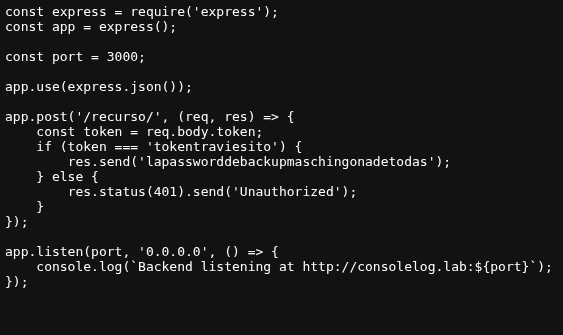 const express = require('express');
const app = express();

const port = 3000;

app.use(express.json());

app.post('/recurso/', (req, res) => {
    const token = req.body.token;
    if (token === 'tokentraviesito') {
        res.send('lapassworddebackupmaschingonadetodas');
    } else {
        res.status(401).send('Unauthorized');
    }
});

app.listen(port, '0.0.0.0', () => {
    console.log(`Backend listening at http://consolelog.lab:${port}`);
});